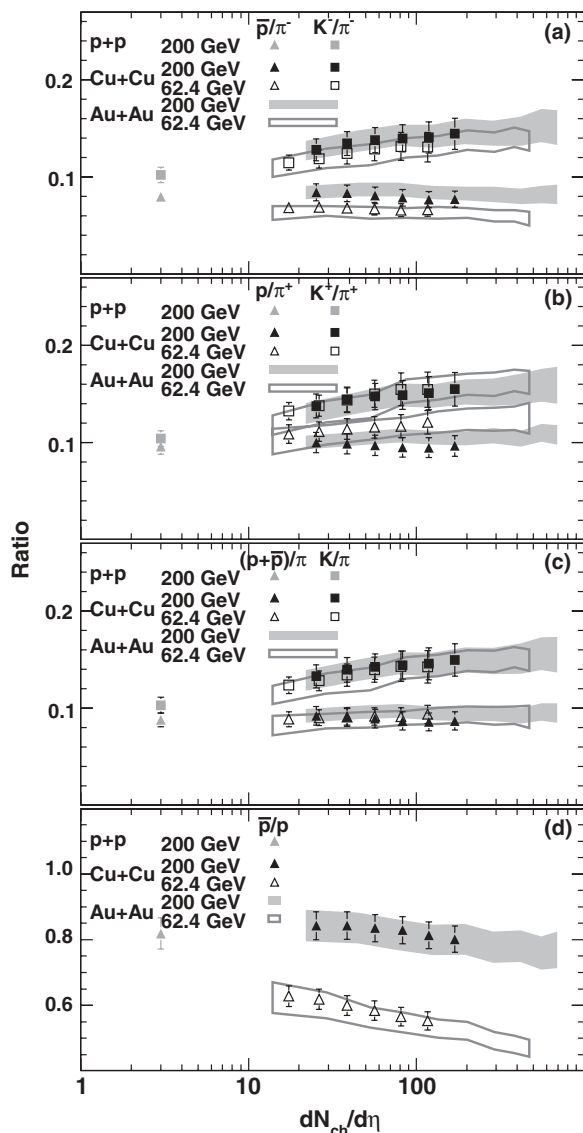 p̅/π⁻ K⁻/π⁻ (a)
p+p 200 GeV
Cu+Cu 200 GeV
62.4 GeV
Au+Au 200 GeV
62.4 GeV
0.2
0.1
p/π⁺ K⁺/π⁺ (b)
p+p 200 GeV
Cu+Cu 200 GeV
62.4 GeV
Au+Au 200 GeV
62.4 GeV
0.2
0.1
Ratio
(p+p̅)/π K/π (c)
p+p 200 GeV
Cu+Cu 200 GeV
62.4 GeV
Au+Au 200 GeV
62.4 GeV
0.2
0.1
p̅/p (d)
p+p 200 GeV
Cu+Cu 200 GeV
62.4 GeV
Au+Au 200 GeV
62.4 GeV
1.0
0.8
0.6
1 10 100
dN_ch/dη